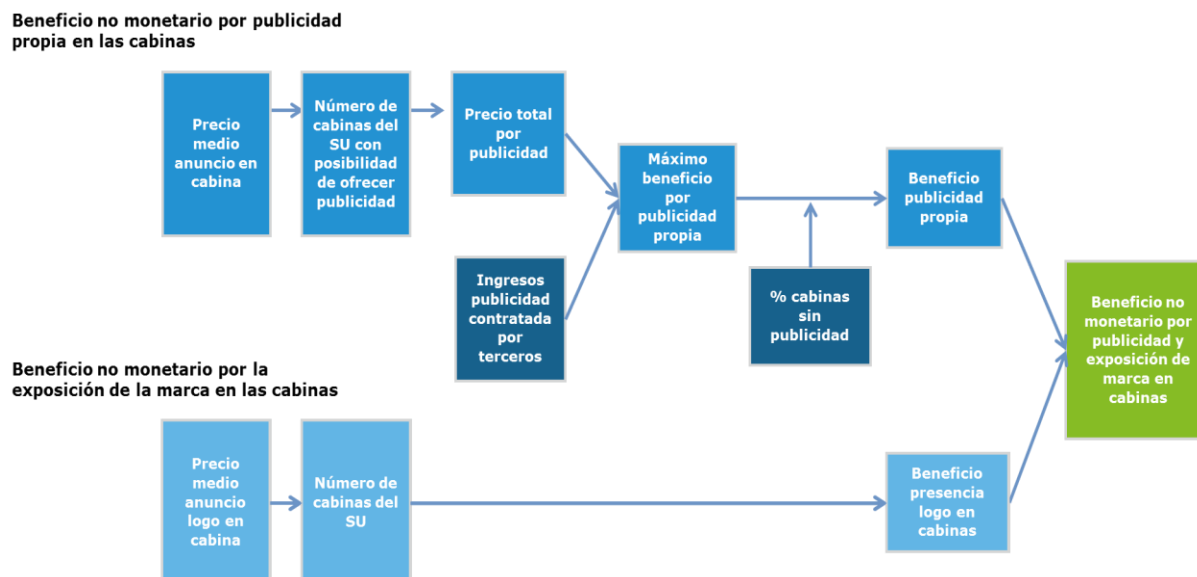 Beneficio no monetario por publicidad
propia en las cabinas
Precio
medio
anuncio en
cabina
Número de
cabinas del
SU con
posibilidad
de ofrecer
publicidad
Precio total
por
publicidad
Máximo
beneficio
por
publicidad
propia
Beneficio
publicidad
propia
Ingresos
publicidad
contratada
por
terceros
% cabinas
sin
publicidad
Beneficio no
monetario por
publicidad y
exposición de
marca en
cabinas
Beneficio no monetario por la
exposición de la marca en las cabinas
Precio
medio
anuncio
logo en
cabina
Número de
cabinas del
SU
Beneficio
presencia
logo en
cabinas